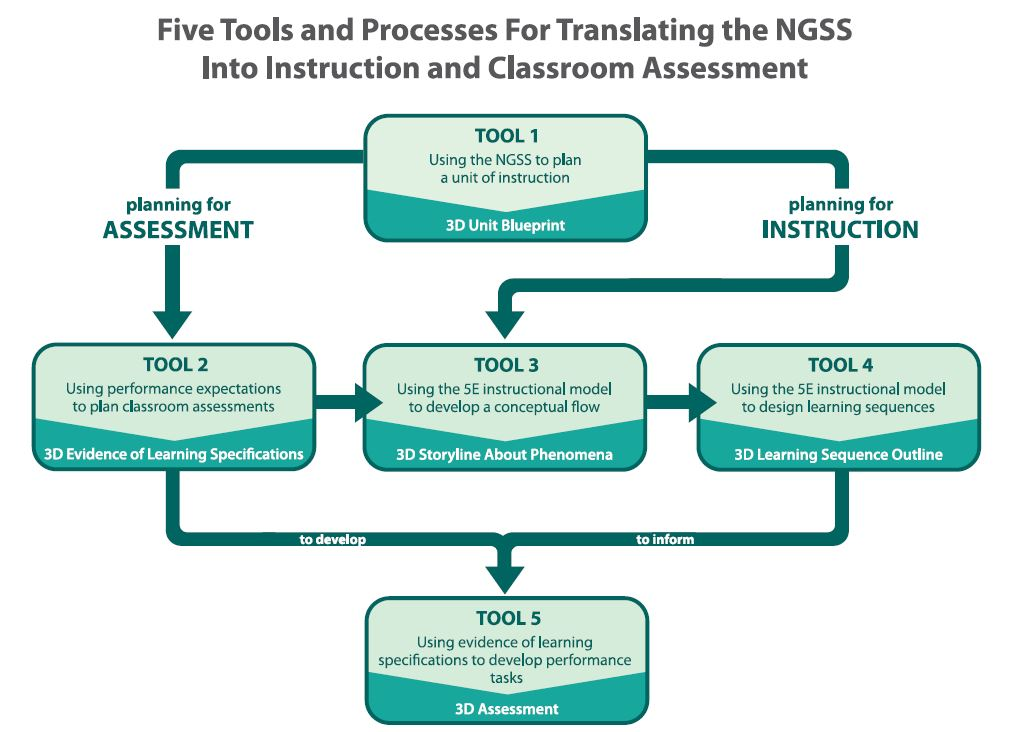 Five Tools and Processes For Translating the NGSS
Into Instruction and Classroom Assessment
TOOL 1
Using the NGSS to plan
a unit of instruction
3D Unit Blueprint
planning for
ASSESSMENT
planning for
INSTRUCTION
TOOL 2
Using performance expectations
to plan classroom assessments
3D Evidence of Learning Specifications
TOOL 3
Using the 5E instructional model
to develop a conceptual flow
3D Storyline About Phenomena
TOOL 4
Using the 5E instructional model
to design learning sequences
3D Learning Sequence Outline
to develop
to inform
TOOL 5
Using evidence of learning
specifications to develop performance
tasks
3D Assessment